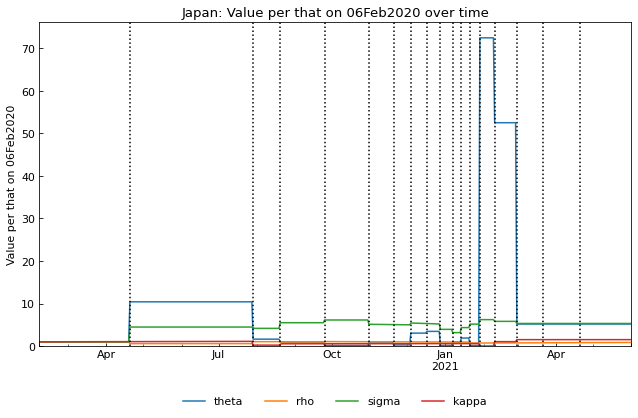 Japan: Value per that on 06Feb2020 over time
Value per that on 06Feb2020
70
60
50
40
30
20
10
0
Apr Jul Oct Jan Apr
2021
theta rho sigma kappa